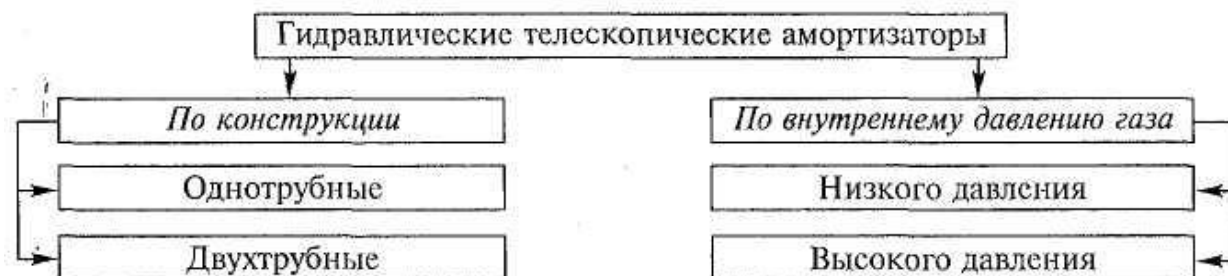 Гидравлические телескопические амортизаторы
По конструкции
По внутреннему давлению газа
Однотрубные
Низкого давления
Двухтрубные
Высокого давления